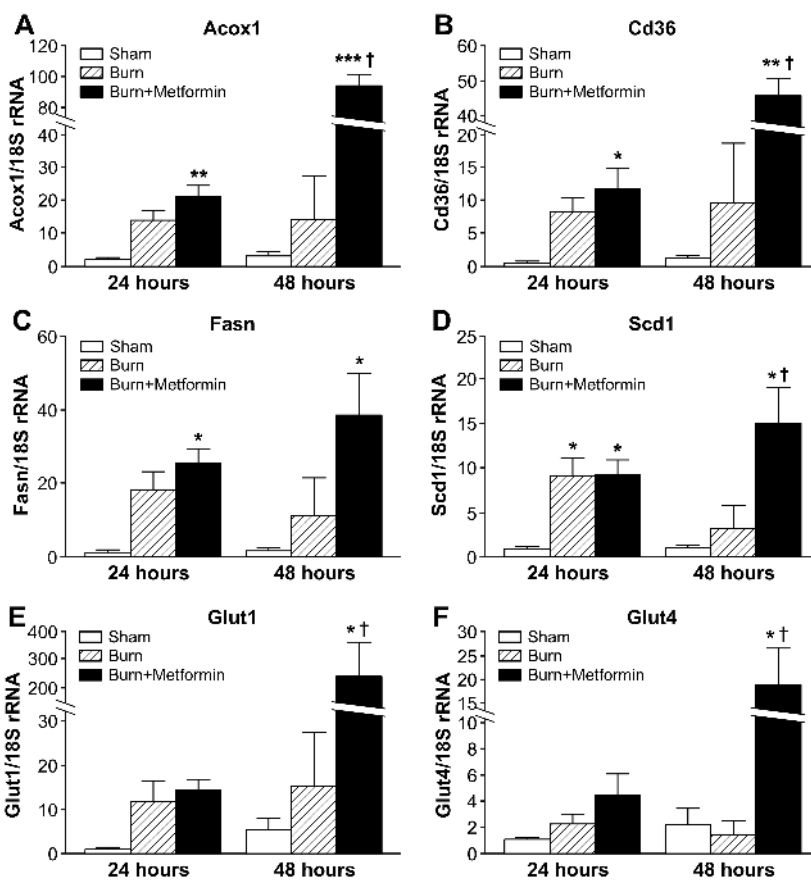 A
Acox1
Acox1/18S rRNA
120
100
80
40
30
20
10
0
Sham
Burn
Burn+Metformin
**
*** †
24 hours
48 hours
B
Cd36
Cd36/18S rRNA
60
50
40
20
15
10
5
0
Sham
Burn
Burn+Metformin
*
** †
24 hours
48 hours
C
Fasn
Fasn/18S rRNA
60
40
20
0
Sham
Burn
Burn+Metformin
*
*
24 hours
48 hours
D
Scd1
Scd1/18S rRNA
25
20
15
10
5
0
Sham
Burn
Burn+Metformin
*
*
* †
24 hours
48 hours
E
Glut1
Glut1/18S rRNA
400
300
200
30
20
10
0
Sham
Burn
Burn+Metformin
* †
24 hours
48 hours
F
Glut4
Glut4/18S rRNA
30
25
20
15
10
8
6
4
2
0
Sham
Burn
Burn+Metformin
* †
24 hours
48 hours